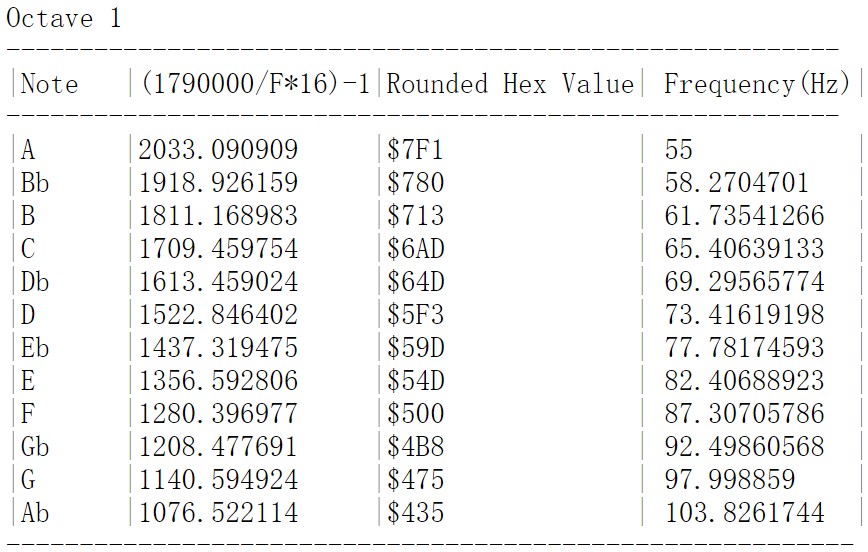 Octave 1
---------------------------------------------------------
|Note   |(1790000/F*16)-1|Rounded Hex Value| Frequency(Hz)|
---------------------------------------------------------
|A      |2033.090909     |$7F1             | 55           |
|Bb     |1918.926159     |$780             | 58.2704701   |
|B      |1811.168983     |$713             | 61.73541266  |
|C      |1709.459754     |$6AD             | 65.40639133  |
|Db     |1613.459024     |$64D             | 69.29565774  |
|D      |1522.846402     |$5F3             | 73.41619198  |
|Eb     |1437.319475     |$59D             | 77.78174593  |
|E      |1356.592806     |$54D             | 82.40688923  |
|F      |1280.396977     |$500             | 87.30705786  |
|Gb     |1208.477691     |$4B8             | 92.49860568  |
|G      |1140.594924     |$475             | 97.998859    |
|Ab     |1076.522114     |$435             | 103.8261744  |
----------------------------------------------------------